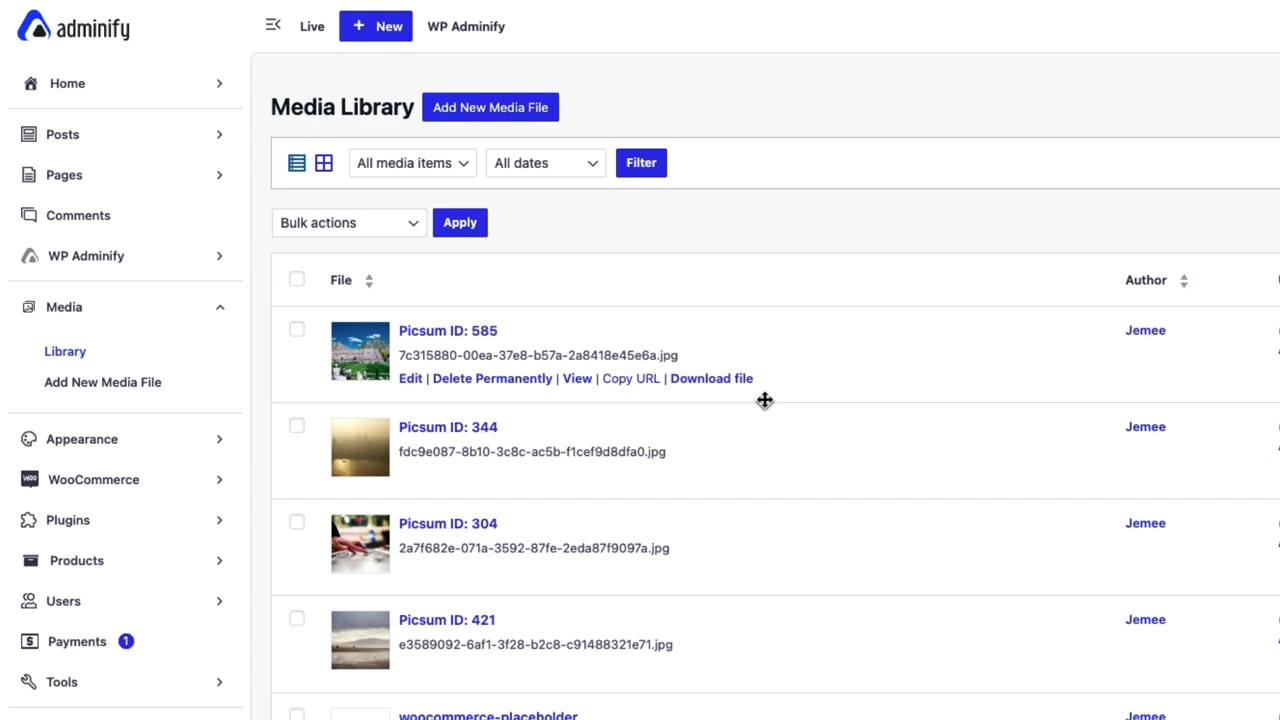 adminify
Live
+ New
WP Adminify
Home
Posts
Pages
Comments
WP Adminify
Media
Library
Add New Media File
Appearance
WooCommerce
Plugins
Products
Users
Payments 1
Tools
Media Library
Add New Media File
All media items
All dates
Filter
Bulk actions
Apply
File
Author
Picsum ID: 585
7c315880-00ea-37e8-b57a-2a8418e45e6a.jpg
Edit | Delete Permanently | View | Copy URL | Download file
Jemee
Picsum ID: 344
fdc9e087-8b10-3c8c-ac5b-f1cef9d8dfa0.jpg
Jemee
Picsum ID: 304
2a7f682e-071a-3592-87fe-2eda87f9097a.jpg
Jemee
Picsum ID: 421
e3589092-6af1-3f28-b2c8-c91488321e71.jpg
Jemee
woocommerce-placeholder
Jemee